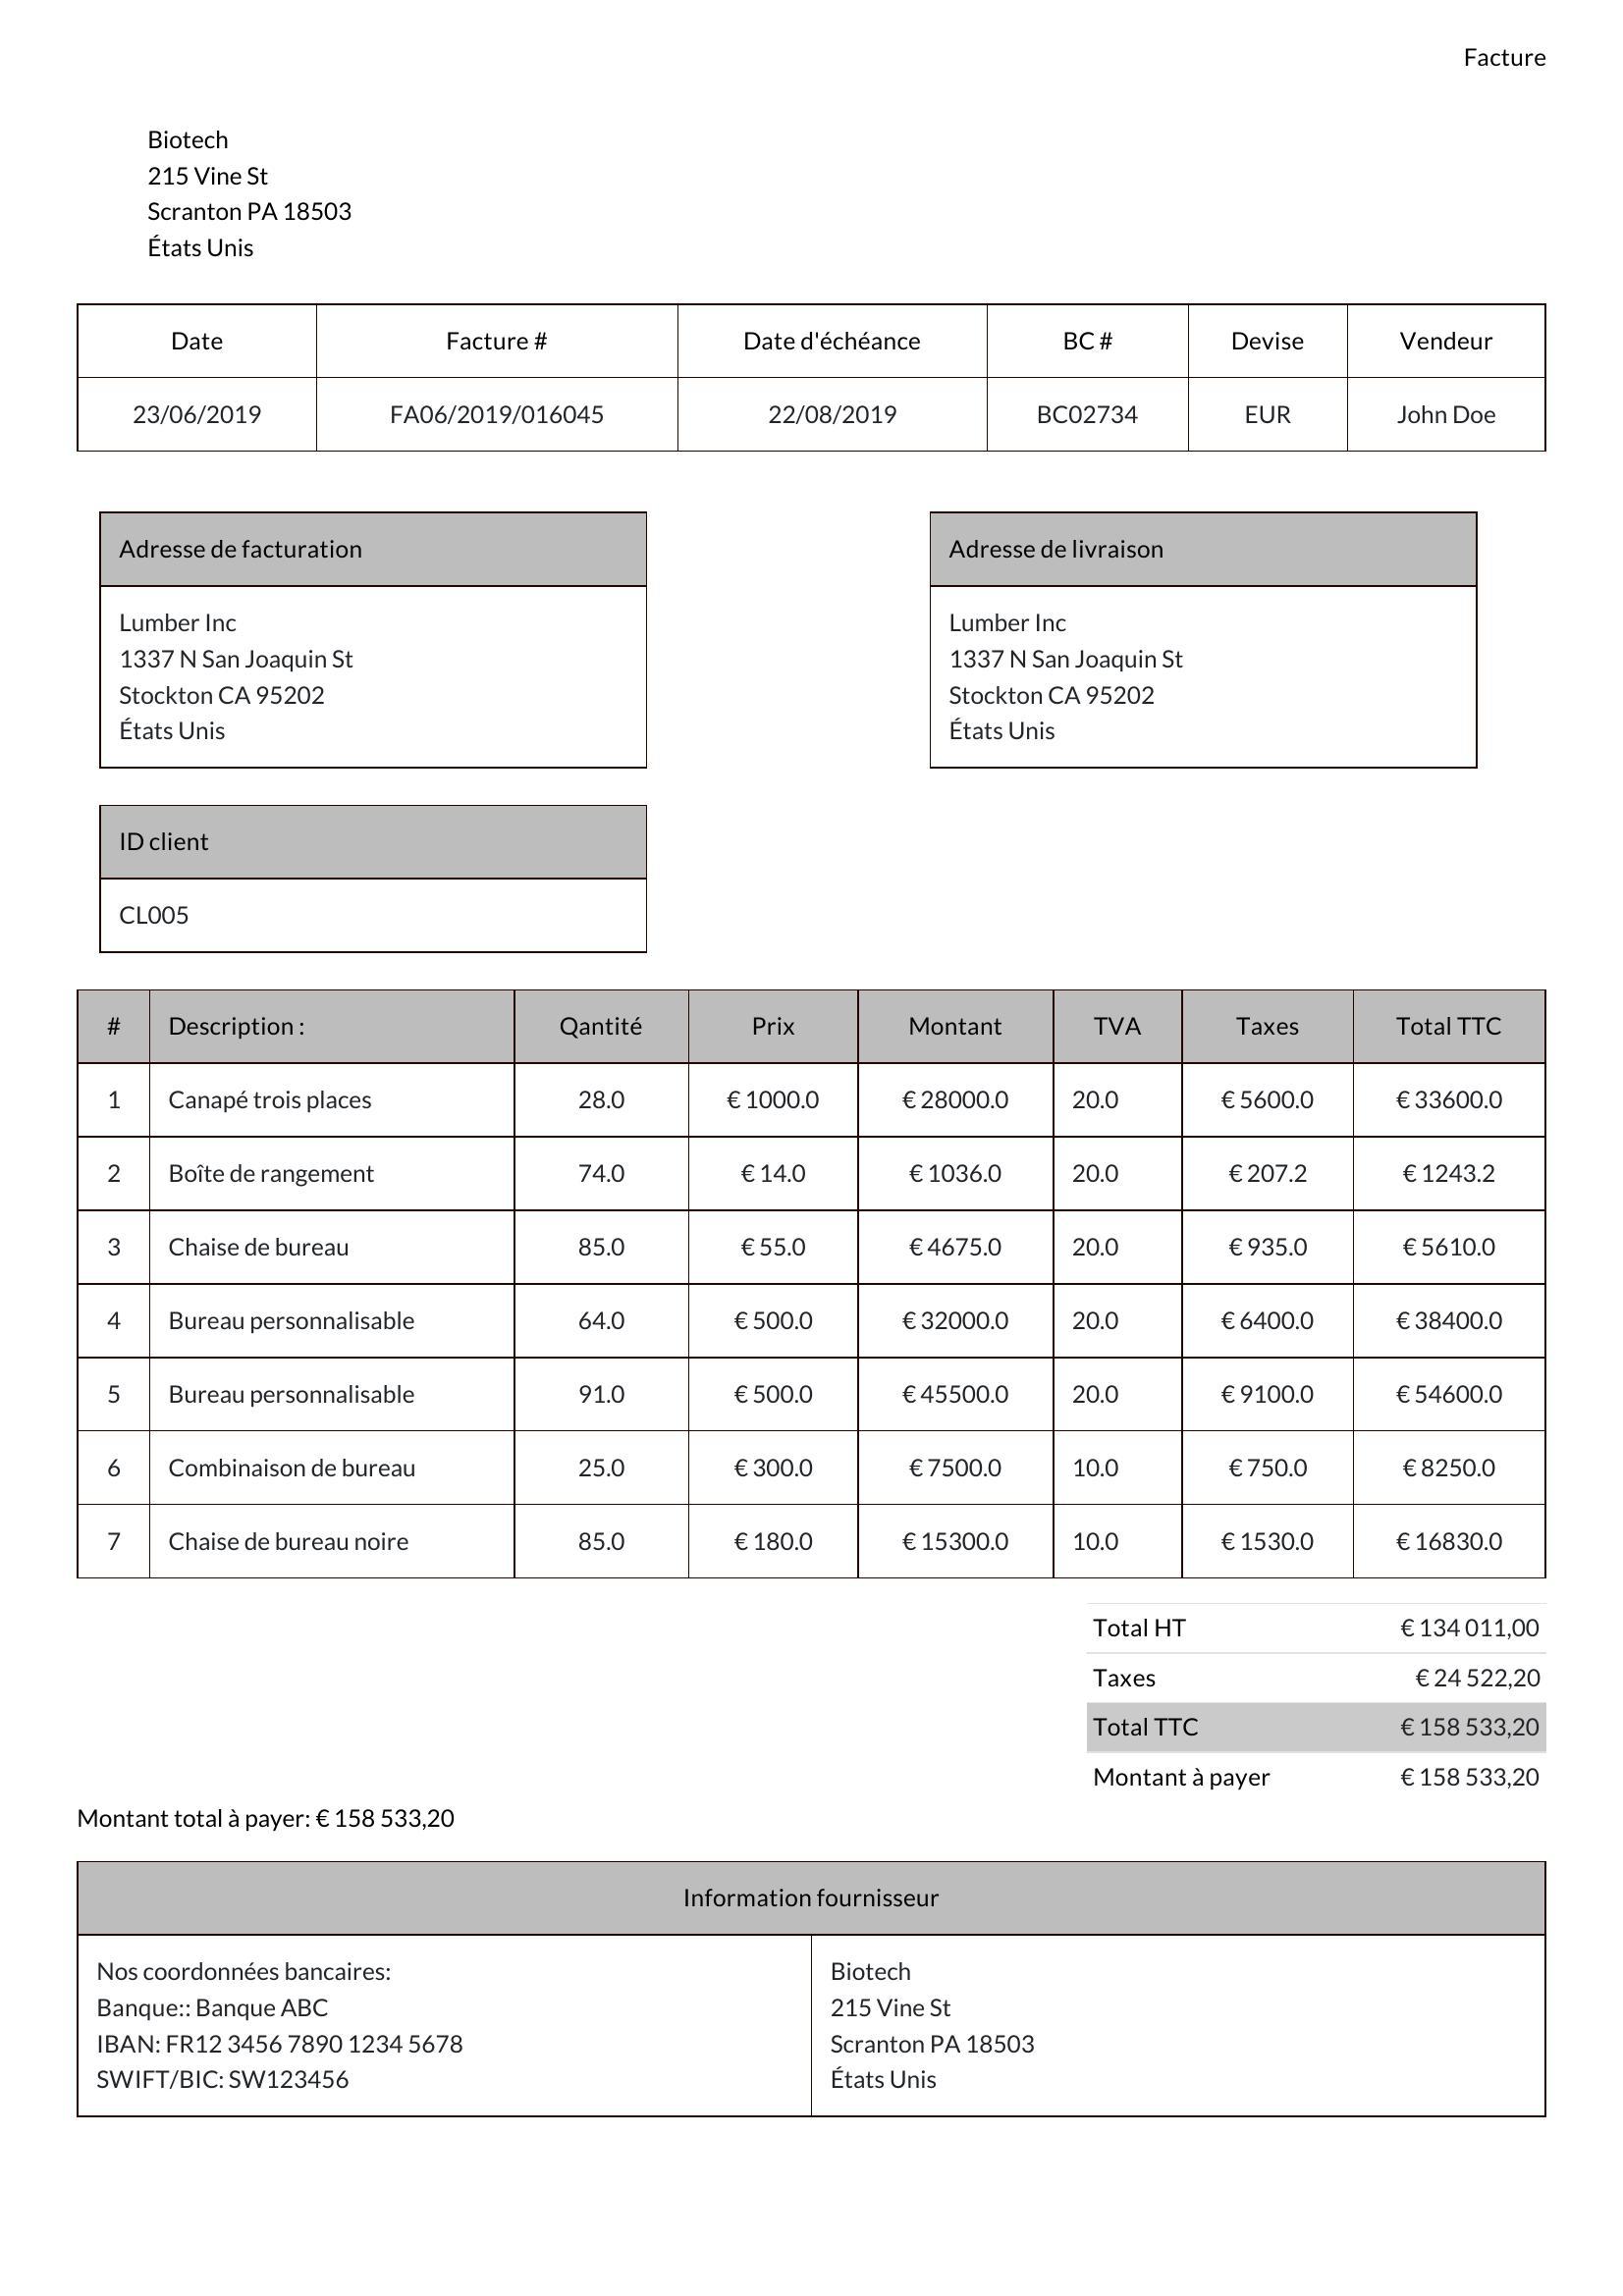 Facture
Biotech
215 Vine St
Scranton PA 18503
États Unis
Date Facture # Date d'échéance BC # Devise Vendeur
23/06/2019 FA06/2019/016045 22/08/2019 BC02734 EUR John Doe
Adresse de facturation
Lumber Inc
1337 N San Joaquin St
Stockton CA 95202
États Unis
Adresse de livraison
Lumber Inc
1337 N San Joaquin St
Stockton CA 95202
États Unis
ID client
CL005
# Description : Qantité Prix Montant TVA Taxes Total TTC
1 Canapé trois places 28.0 € 1000.0 € 28000.0 20.0 € 5600.0 € 33600.0
2 Boîte de rangement 74.0 € 14.0 € 1036.0 20.0 € 207.2 € 1243.2
3 Chaise de bureau 85.0 € 55.0 € 4675.0 20.0 € 935.0 € 5610.0
4 Bureau personnalisable 64.0 € 500.0 € 32000.0 20.0 € 6400.0 € 38400.0
5 Bureau personnalisable 91.0 € 500.0 € 45500.0 20.0 € 9100.0 € 54600.0
6 Combinaison de bureau 25.0 € 300.0 € 7500.0 10.0 € 750.0 € 8250.0
7 Chaise de bureau noire 85.0 € 180.0 € 15300.0 10.0 € 1530.0 € 16830.0
Total HT € 134 011,00
Taxes € 24 522,20
Total TTC € 158 533,20
Montant à payer € 158 533,20
Montant total à payer: € 158 533,20
Information fournisseur
Nos coordonnées bancaires:
Banque:: Banque ABC
IBAN: FR12 3456 7890 1234 5678
SWIFT/BIC: SW123456
Biotech
215 Vine St
Scranton PA 18503
États Unis